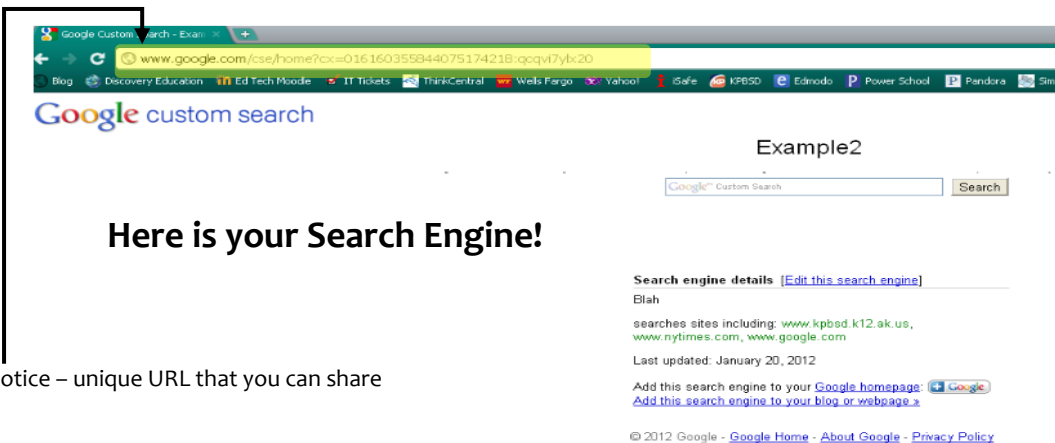 Google Custom Search - Exam
www.google.com/cse/home?cx=016160355844075174218:qcqvi7ylx20
Blog Discovery Education Ed Tech Moodle IT Tickets ThinkCentral Wells Fargo Yahoo! iSafe KPBSD Edmodo Power School Pandora Sim
Google custom search
Example2
Google™ Custom Search Search
Here is your Search Engine!
Search engine details [Edit this search engine]
Blah
searches sites including: www.kpbsd.k12.ak.us,
www.nytimes.com, www.google.com
Last updated: January 20, 2012
otice – unique URL that you can share
Add this search engine to your Google homepage: Google
Add this search engine to your blog or webpage »
© 2012 Google - Google Home - About Google - Privacy Policy